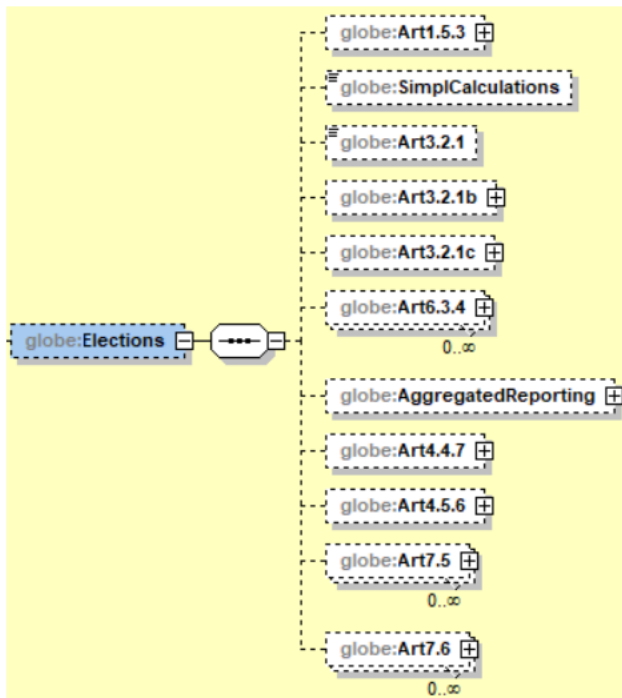 globe:Art1.5.3
globe:SimplCalculations
globe:Art3.2.1
globe:Art3.2.1b
globe:Art3.2.1c
globe:Elections
globe:Art6.3.4
0..∞
globe:AggregatedReporting
globe:Art4.4.7
globe:Art4.5.6
globe:Art7.5
0..∞
globe:Art7.6
0..∞